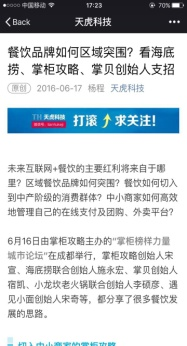 中国移动
17:23
天虎科技
餐饮品牌如何区域突围？看海底
捞、掌柜攻略、掌贝创始人支招
原创 2016-06-17 杨程 天虎科技
TH 天虎科技 打滚 求关注！
未来互联网+餐饮的主要红利将来自于哪
里？区域餐饮品牌如何突围？餐饮如何切入
到中产阶级的消费群体？中小商家如何高效
地管理自己的在线支付及团购、外卖平台？
6月16日由掌柜攻略主办的“掌柜榜样力量
城市论坛”在成都举行，掌柜攻略创始人宋
宣、海底捞联合创始人施永宏、掌贝创始人
宿凯、小龙坎老火锅联合创始人李硕彦、遇
见小面创始人宋奇等，都分享了很多餐饮发
展的思路。
切入中小商家的掌柜攻略